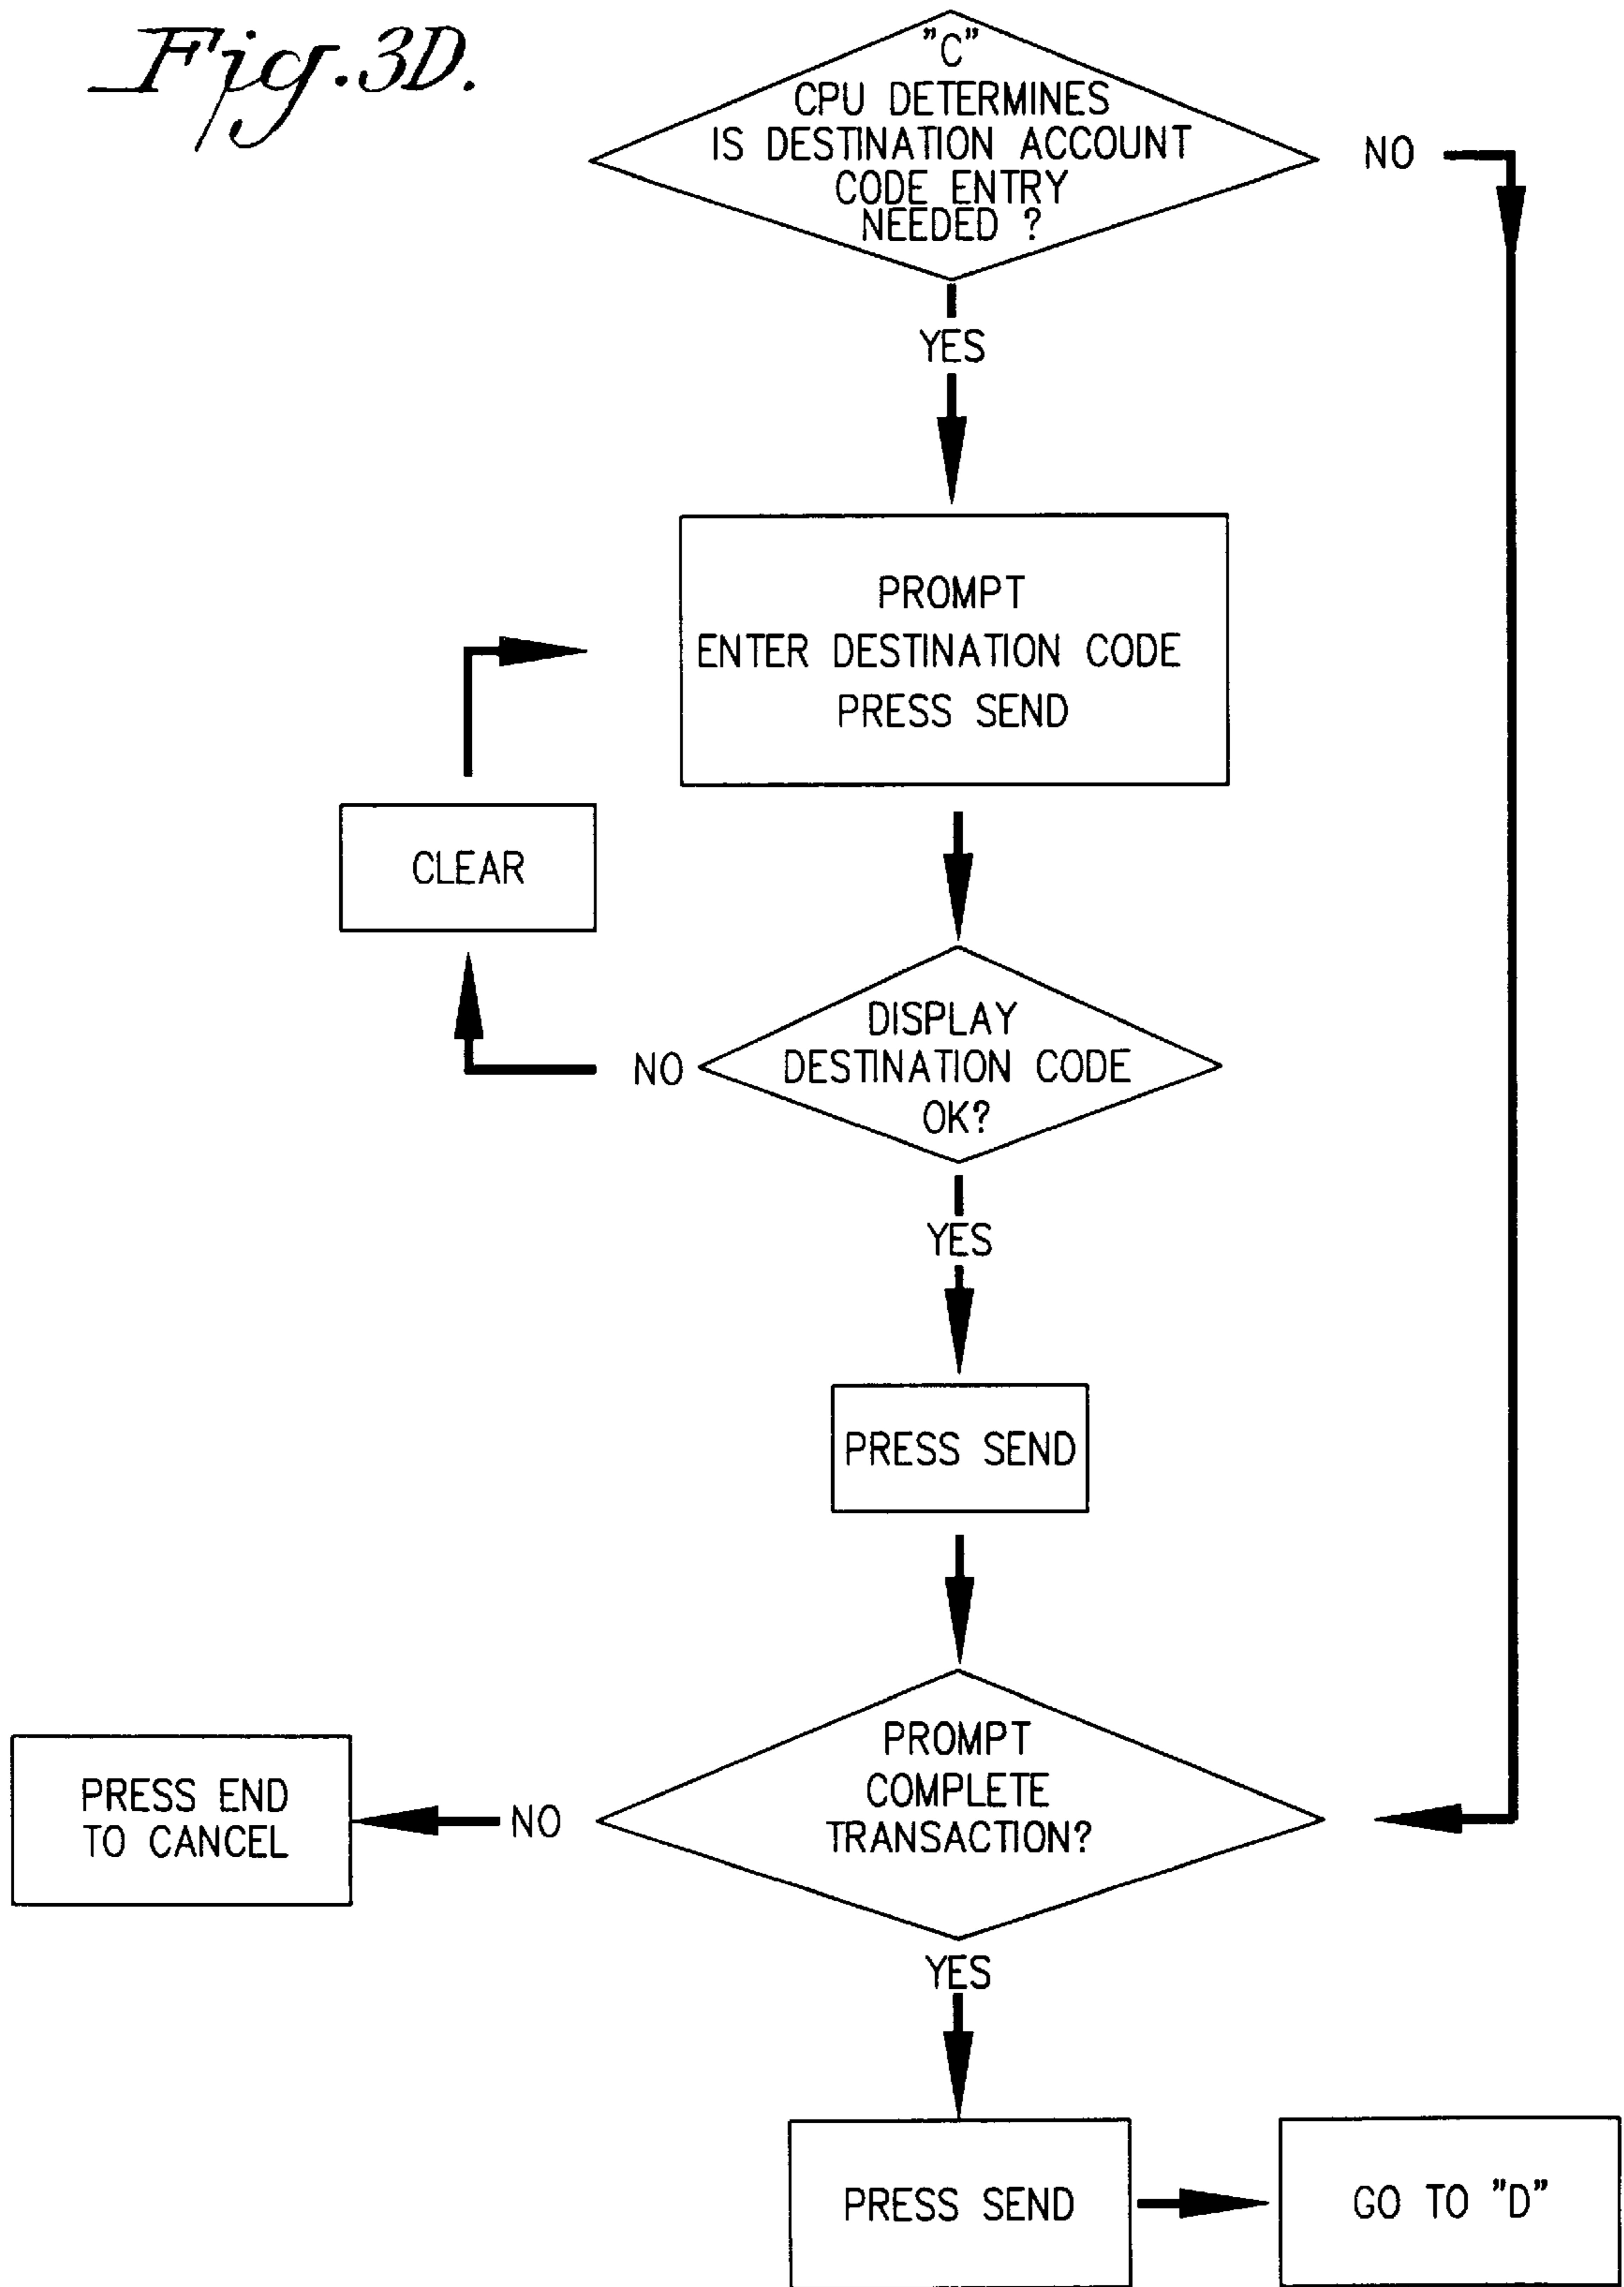 Fig. 3D.
"C"
CPU DETERMINES
IS DESTINATION ACCOUNT
CODE ENTRY
NEEDED ?
NO
YES
PROMPT
ENTER DESTINATION CODE
PRESS SEND
CLEAR
DISPLAY
DESTINATION CODE
OK?
NO
YES
PRESS SEND
PROMPT
COMPLETE
TRANSACTION?
NO
PRESS END
TO CANCEL
YES
PRESS SEND
GO TO "D"